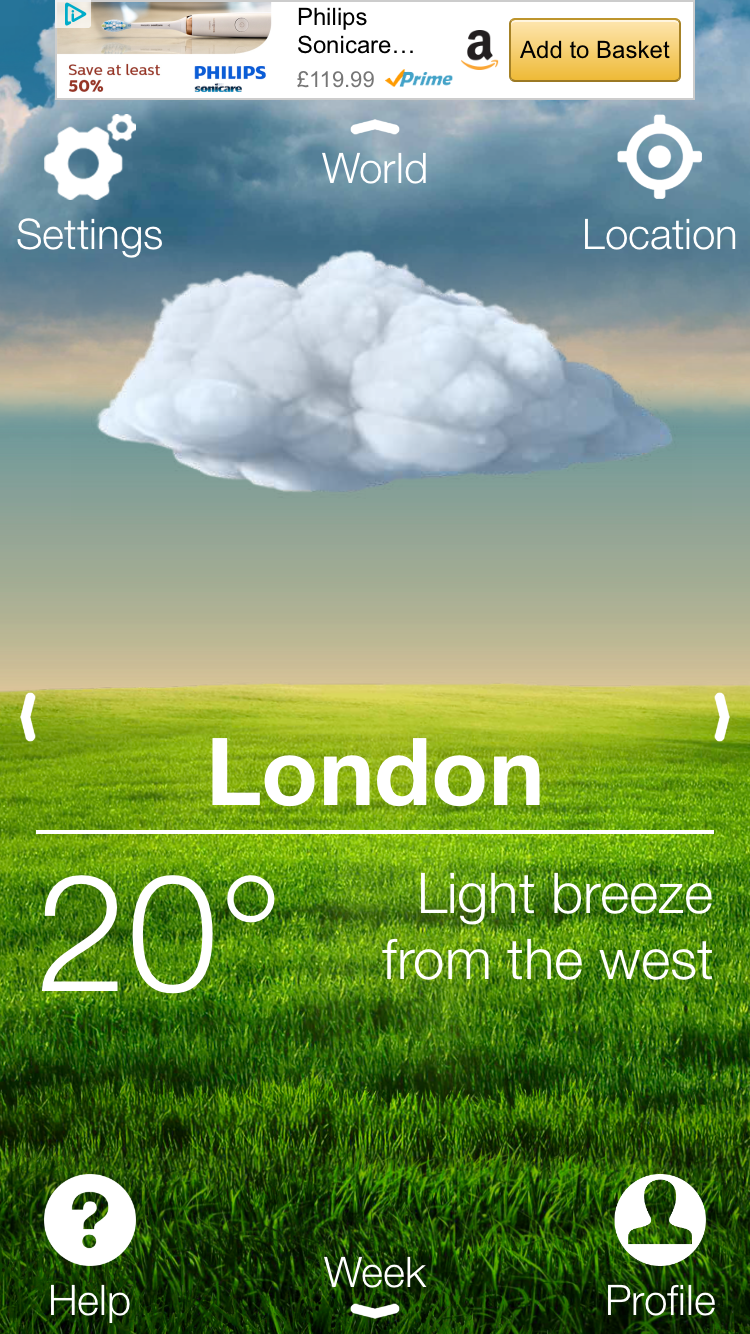 Philips
Sonicare…
Save at least
50%
PHILIPS
sonicare
£119.99
Prime
a
Add to Basket
World
Settings
Location
London
20°
Light breeze
from the west
?
Help
Week
Profile